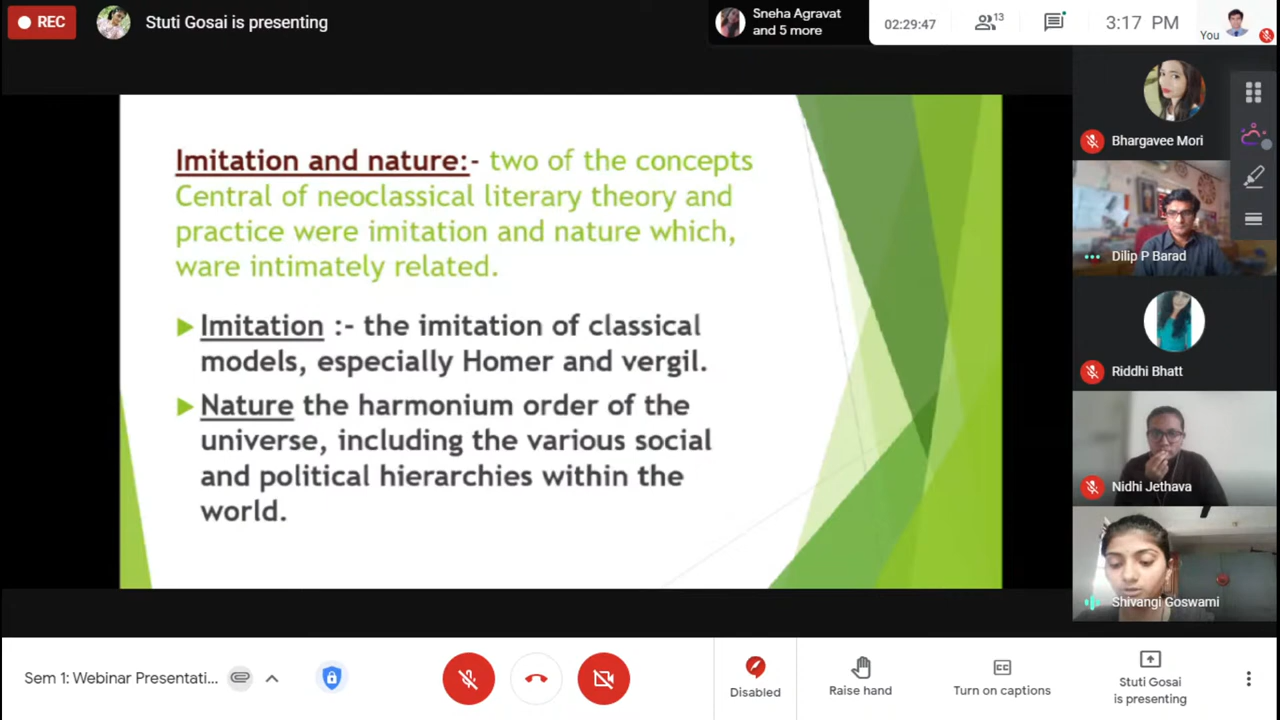 REC
Stuti Gosai is presenting
Sneha Agravat
and 5 more
02:29:47
13
3:17 PM
You
Imitation and nature:- two of the concepts
Central of neoclassical literary theory and
practice were imitation and nature which,
ware intimately related.
Imitation :- the imitation of classical
models, especially Homer and vergil.
Nature the harmonium order of the
universe, including the various social
and political hierarchies within the
world.
Bhargavee Mori
Dilip P Barad
Riddhi Bhatt
Nidhi Jethava
Shivangi Goswami
Sem 1: Webinar Presentati...
Disabled
Raise hand
Turn on captions
Stuti Gosai
is presenting